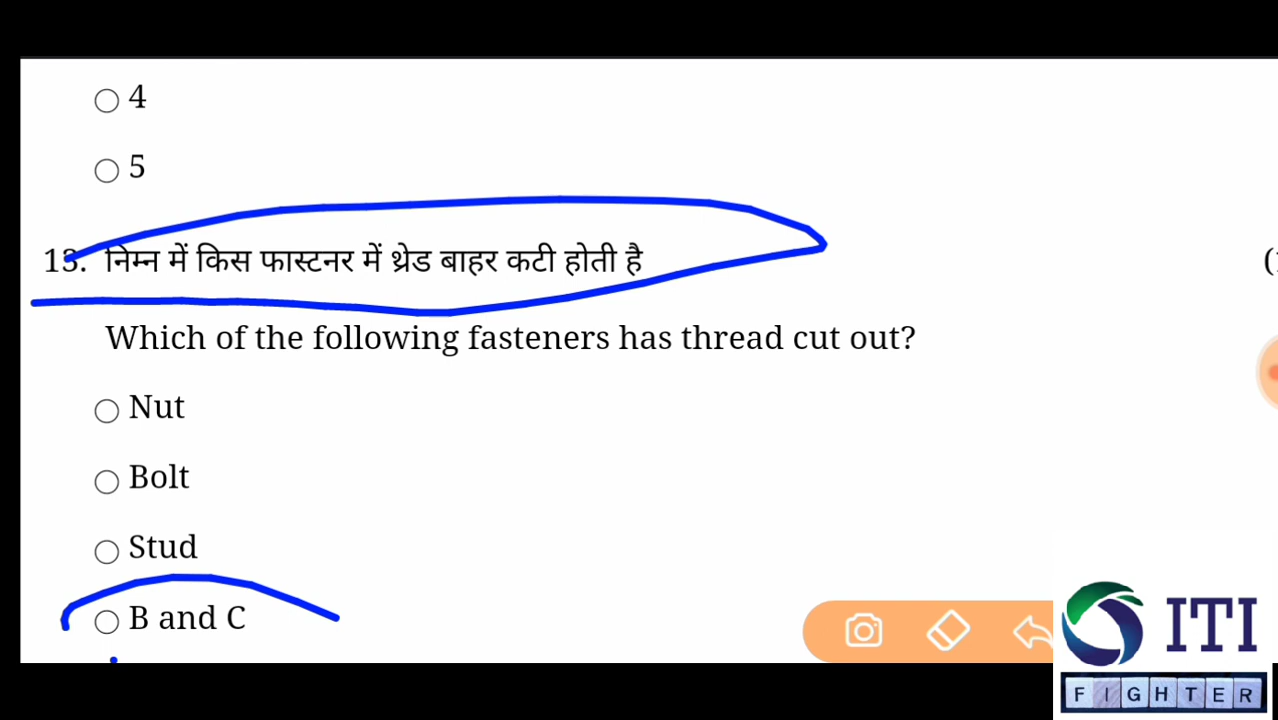 4
5
13. निम्न में किस फास्टनर में थ्रेड बाहर कटी होती है
Which of the following fasteners has thread cut out?
Nut
Bolt
Stud
B and C
ITI
FIGHTER